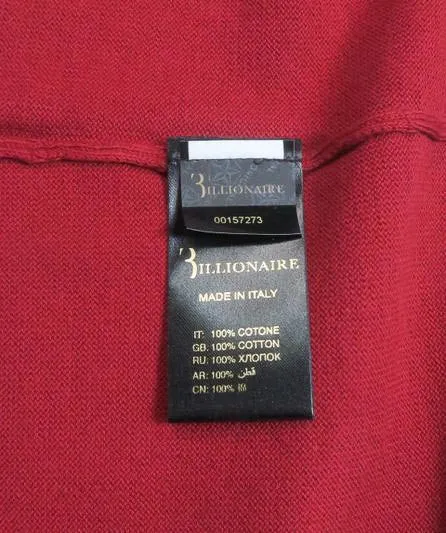 BILLIONAIRE
00157273
BILLIONAIRE
MADE IN ITALY
IT: 100% COTONE
GB: 100% COTTON
RU: 100% ХЛОПОК
AR: 100% قطن
CN: 100%